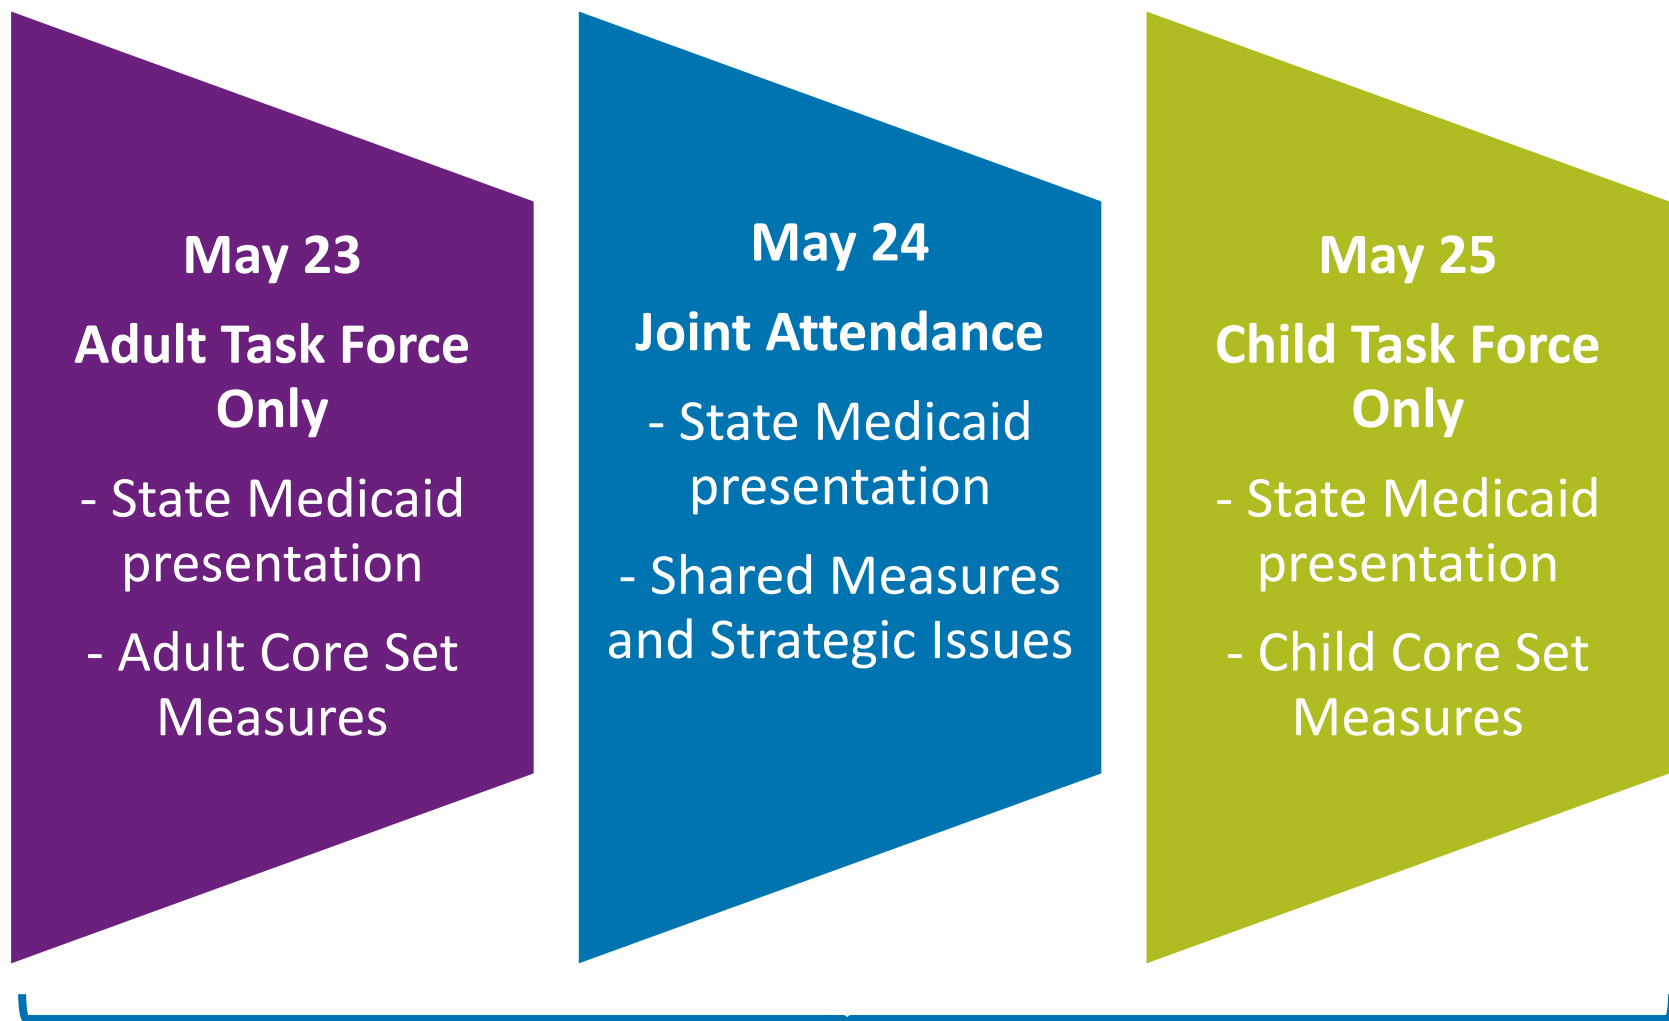 May 23
Adult Task Force
Only
- State Medicaid
presentation
- Adult Core Set
Measures
May 24
Joint Attendance
- State Medicaid
presentation
- Shared Measures
and Strategic Issues
May 25
Child Task Force
Only
- State Medicaid
presentation
- Child Core Set
Measures